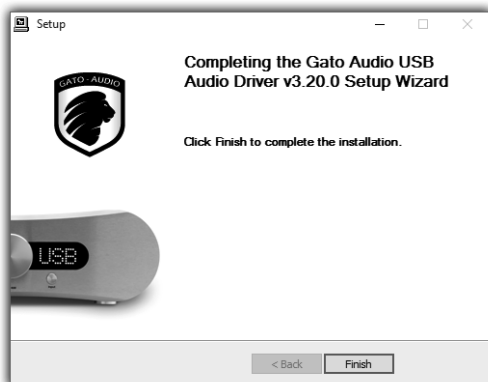 Setup
GATO - AUDIO
Completing the Gato Audio USB
Audio Driver v3.20.0 Setup Wizard
Click Finish to complete the installation.
USB
< Back
Finish